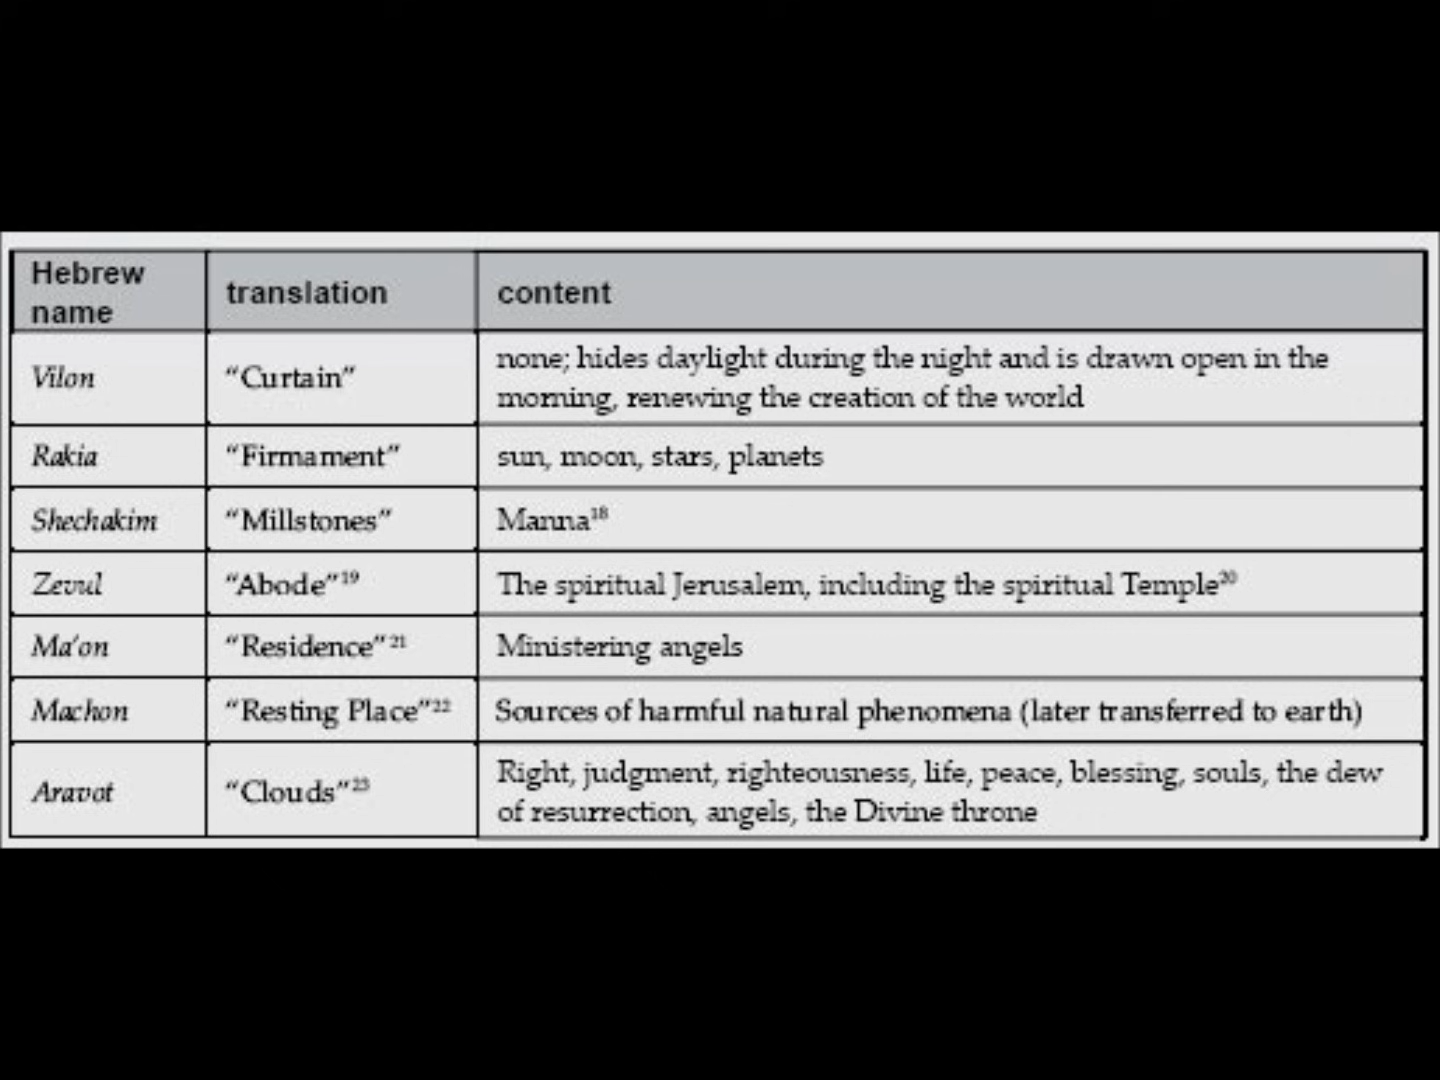 Hebrew name translation content
Vilon “Curtain” none; hides daylight during the night and is drawn open in the
morning, renewing the creation of the world
Rakia “Firmament” sun, moon, stars, planets
Shechakim “Millstones” Manna18
Zevul “Abode”19 The spiritual Jerusalem, including the spiritual Temple20
Ma’on “Residence”21 Ministering angels
Machon “Resting Place”22 Sources of harmful natural phenomena (later transferred to earth)
Aravot “Clouds”23 Right, judgment, righteousness, life, peace, blessing, souls, the dew
of resurrection, angels, the Divine throne